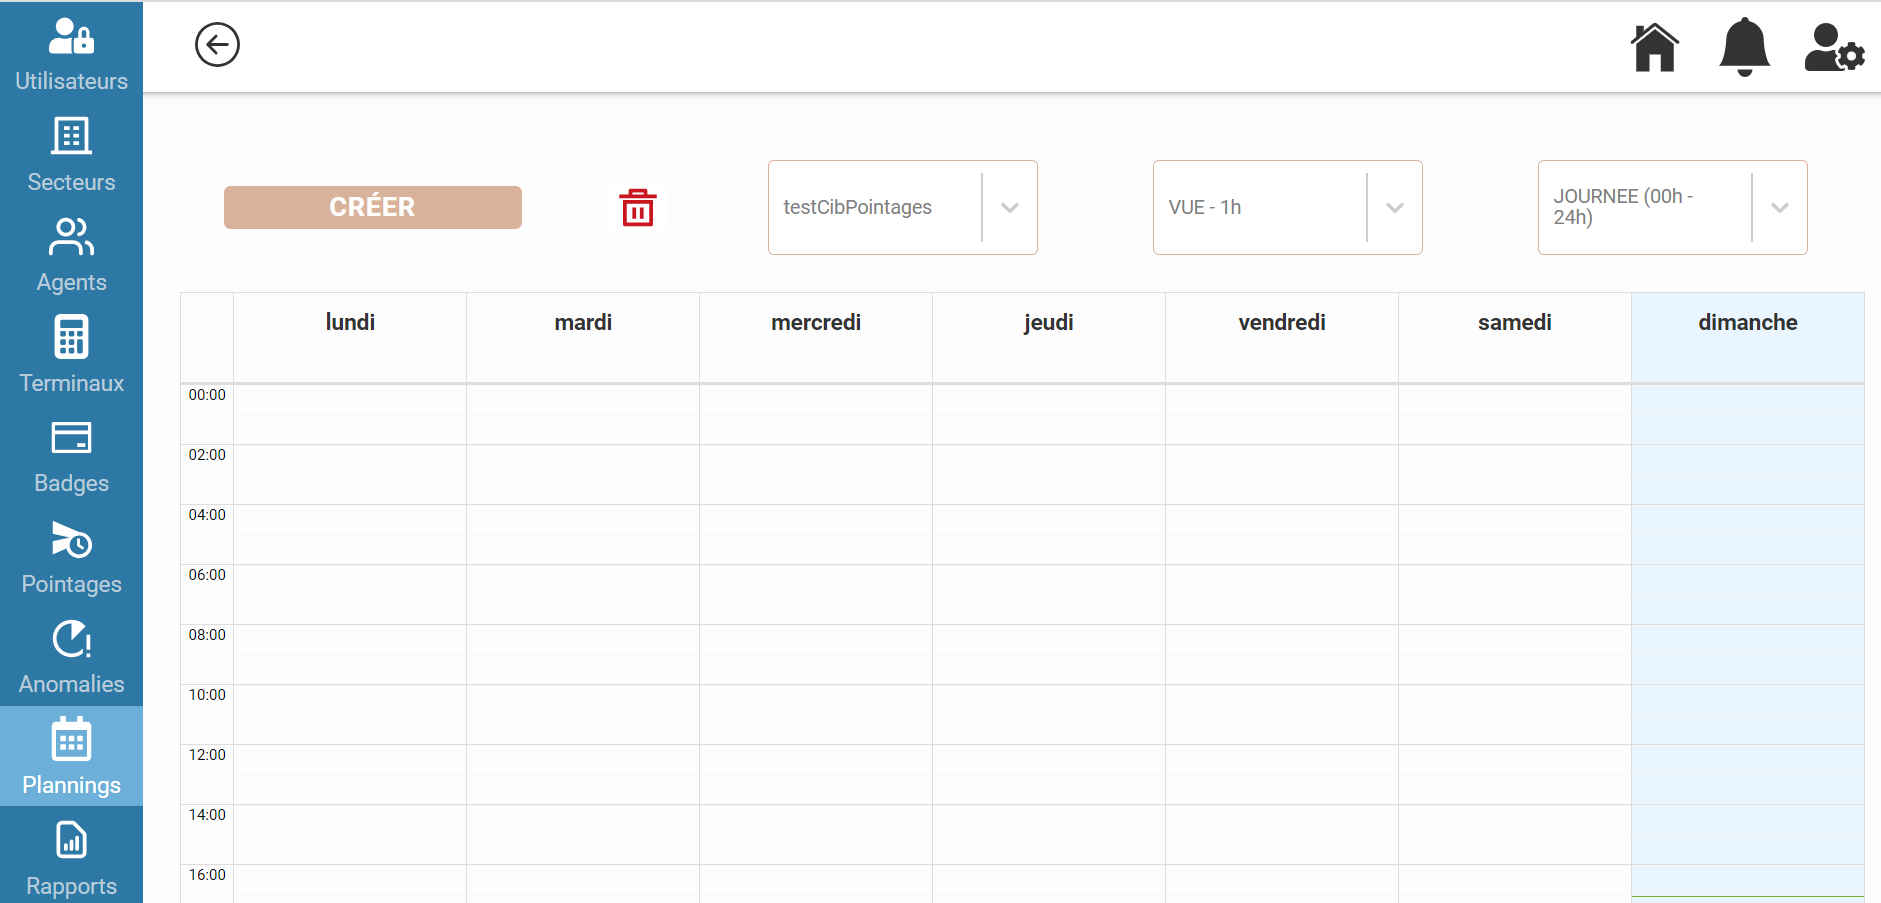 Utilisateurs
Secteurs
Agents
Terminaux
Badges
Pointages
Anomalies
Plannings
Rapports
CRÉER
testCibPointages
VUE - 1h
JOURNEE (00h -
24h)
lundi mardi mercredi jeudi vendredi samedi dimanche
00:00
02:00
04:00
06:00
08:00
10:00
12:00
14:00
16:00